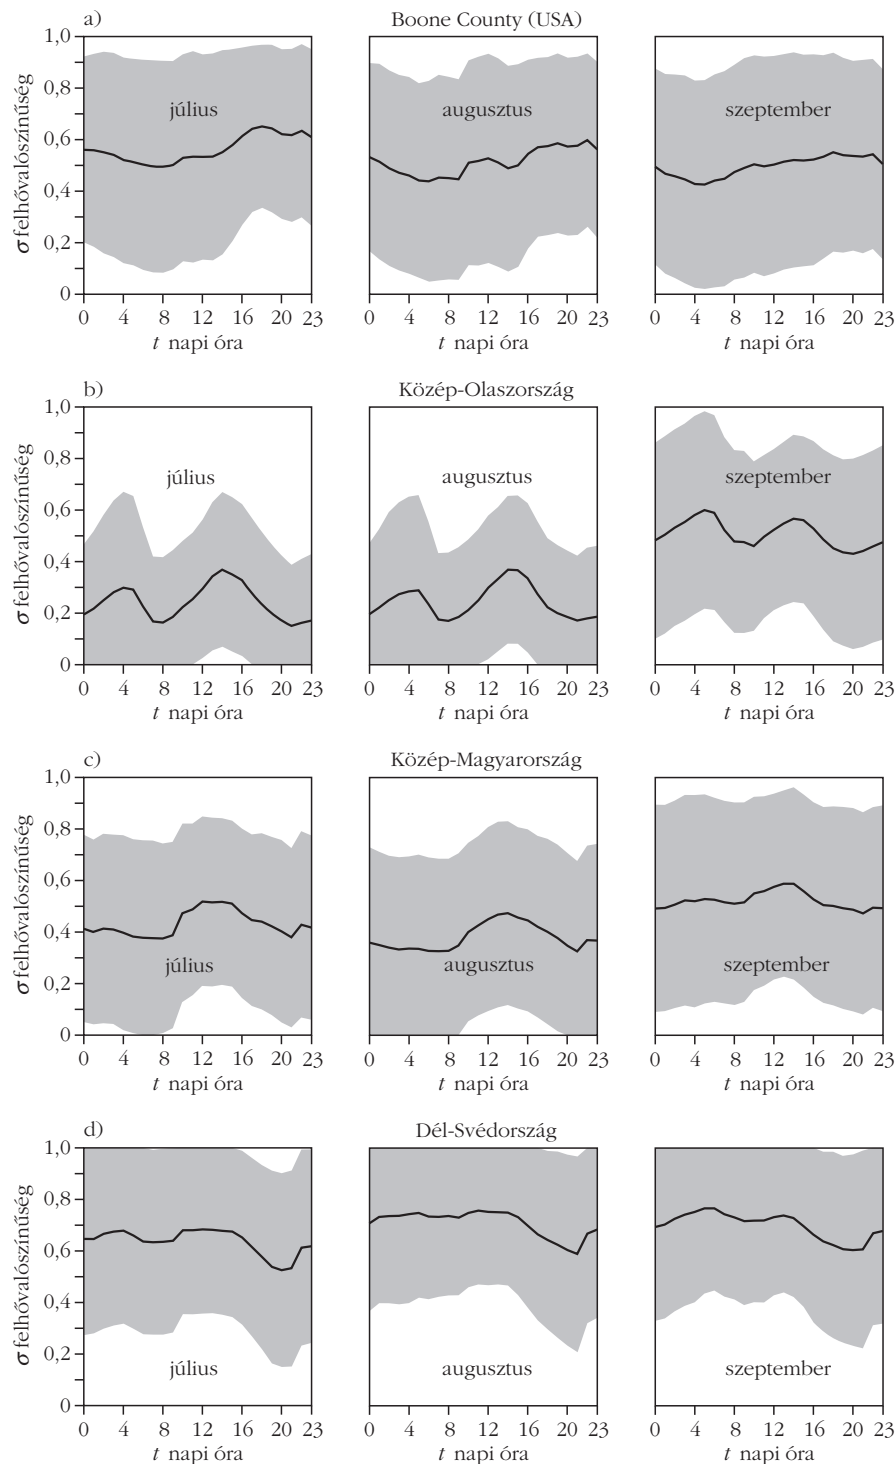 a)
Boone County (USA)
σ felhővalószínűség
1,0
0,8
0,6
0,4
0,2
0
július
augusztus
szeptember
0 4 8 12 16 20 23
0 4 8 12 16 20 23
0 4 8 12 16 20 23
t napi óra
t napi óra
t napi óra
b)
Közép-Olaszország
σ felhővalószínűség
1,0
0,8
0,6
0,4
0,2
0
július
augusztus
szeptember
0 4 8 12 16 20 23
0 4 8 12 16 20 23
0 4 8 12 16 20 23
t napi óra
t napi óra
t napi óra
c)
Közép-Magyarország
σ felhővalószínűség
1,0
0,8
0,6
0,4
0,2
0
július
augusztus
szeptember
0 4 8 12 16 20 23
0 4 8 12 16 20 23
0 4 8 12 16 20 23
t napi óra
t napi óra
t napi óra
d)
Dél-Svédország
σ felhővalószínűség
1,0
0,8
0,6
0,4
0,2
0
július
augusztus
szeptember
0 4 8 12 16 20 23
0 4 8 12 16 20 23
0 4 8 12 16 20 23
t napi óra
t napi óra
t napi óra